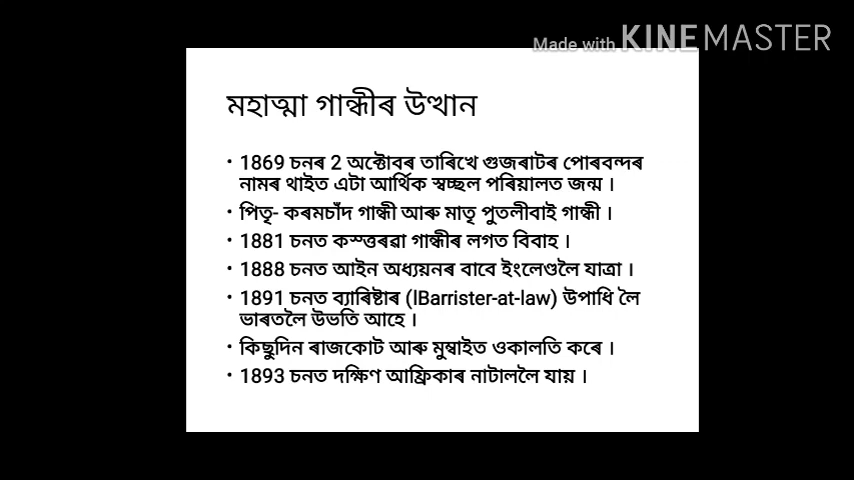 Made with KINEMASTER
মহাত্মা গান্ধীৰ উত্থান
• 1869 চনৰ 2 অক্টোবৰ তাৰিখে গুজৰাটৰ পোৰবন্দৰ
নামৰ থাইত এটা আৰ্থিক স্বচ্ছল পৰিয়ালত জন্ম ।
• পিতৃ- কৰমচাঁদ গান্ধী আৰু মাতৃ পুতলীবাই গান্ধী ।
• 1881 চনত কস্তৰৱা গান্ধীৰ লগত বিবাহ ।
• 1888 চনত আইন অধ্যয়নৰ বাবে ইংলেণ্ডলৈ যাত্ৰা ।
• 1891 চনত ব্যাৰিষ্টাৰ (lBarrister-at-law) উপাধি লৈ
ভাৰতলৈ উভতি আহে ।
• কিছুদিন ৰাজকোট আৰু মুম্বাইত ওকালতি কৰে ।
• 1893 চনত দক্ষিণ আফ্ৰিকাৰ নাটাললৈ যায় ।